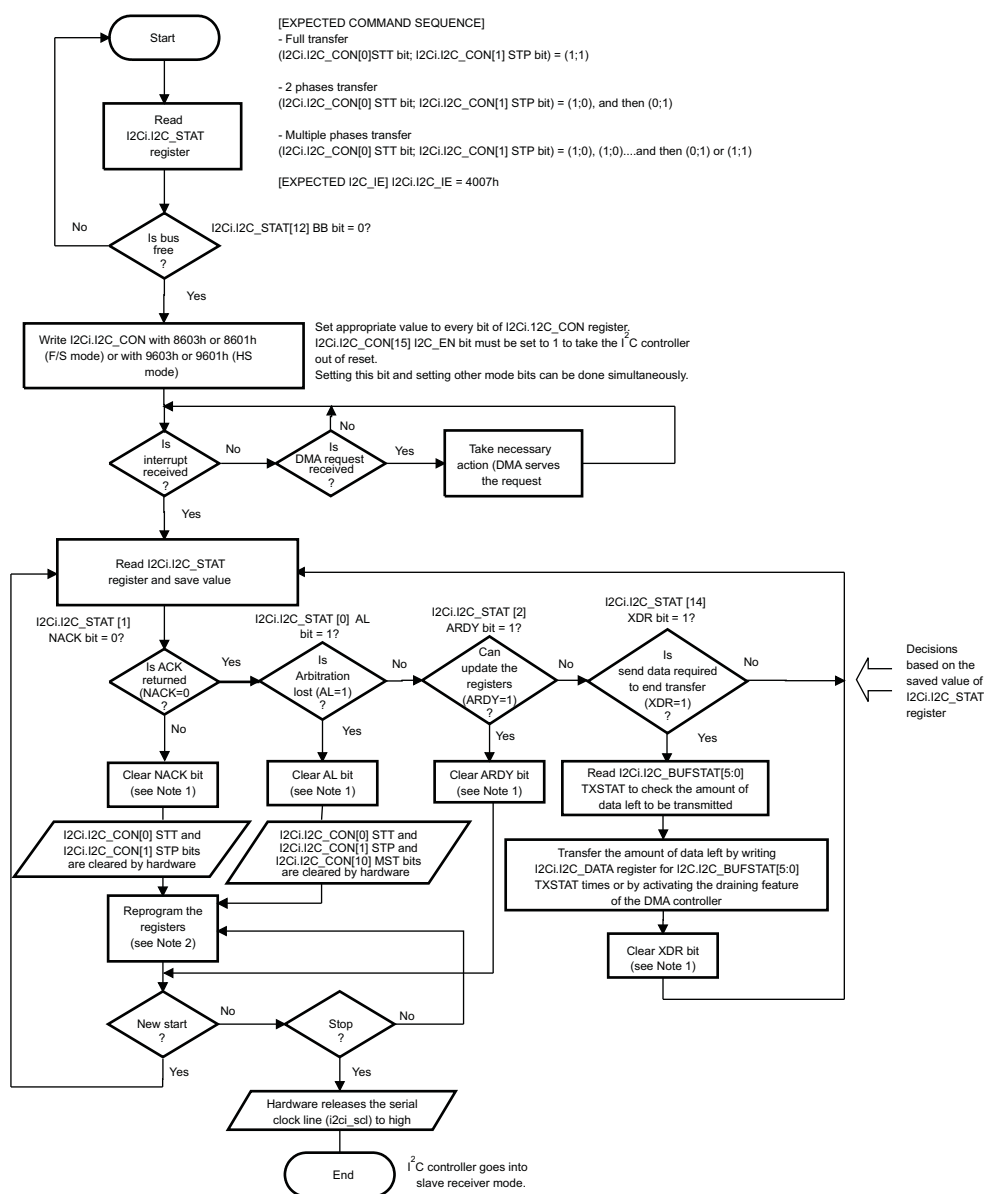 Start
[EXPECTED COMMAND SEQUENCE]
- Full transfer
(I2Ci.I2C_CON[0]STT bit; I2Ci.I2C_CON[1] STP bit) = (1;1)
- 2 phases transfer
(I2Ci.I2C_CON[0] STT bit; I2Ci.I2C_CON[1] STP bit) = (1;0), and then (0;1)
- Multiple phases transfer
(I2Ci.I2C_CON[0] STT bit; I2Ci.I2C_CON[1] STP bit) = (1;0), (1;0)....and then (0;1) or (1;1)
[EXPECTED I2C_IE] I2Ci.I2C_IE = 4007h
Read
I2Ci.I2C_STAT
register
No
Is bus
free
?
I2Ci.I2C_STAT[12] BB bit = 0?
Yes
Write I2Ci.I2C_CON with 8603h or 8601h
(F/S mode) or with 9603h or 9601h (HS
mode)
Set appropriate value to every bit of I2Ci.12C_CON register.
I2Ci.I2C_CON[15] I2C_EN bit must be set to 1 to take the I2C controller
out of reset.
Setting this bit and setting other mode bits can be done simultaneously.
Is
interrupt
received
?
No
Is
DMA request
received
?
No
Yes
Take necessary
action (DMA serves
the request
Yes
Read I2Ci.I2C_STAT
register and save value
I2Ci.I2C_STAT [1]
NACK bit = 0?
I2Ci.I2C_STAT [0] AL
bit = 1?
I2Ci.I2C_STAT [2]
ARDY bit = 1?
I2Ci.I2C_STAT [14]
XDR bit = 1?
Is ACK
returned
(NACK=0
?
Yes
Is
Arbitration
lost (AL=1)
?
No
Can
update the
registers
(ARDY=1)
?
No
Is
send data required
to end transfer
(XDR=1)
?
No
Decisions
based on the
saved value of
I2Ci.I2C_STAT
register
No
Yes
Yes
Yes
Clear NACK bit
(see Note 1)
Clear AL bit
(see Note 1)
Clear ARDY bit
(see Note 1)
Read I2Ci.I2C_BUFSTAT[5:0]
TXSTAT to check the amount of
data left to be transmitted
I2Ci.I2C_CON[0] STT and
I2Ci.I2C_CON[1] STP bits
are cleared by hardware
I2Ci.I2C_CON[0] STT and
I2Ci.I2C_CON[1] STP and
I2Ci.I2C_CON[10] MST bits
are cleared by hardware
Transfer the amount of data left by writing
I2Ci.I2C_DATA register for I2C.I2C_BUFSTAT[5:0]
TXSTAT times or by activating the draining feature
of the DMA controller
Reprogram the
registers
(see Note 2)
Clear XDR bit
(see Note 1)
New start
?
No
Stop
?
No
Yes
Yes
Hardware releases the serial
clock line (i2ci_scl) to high
End
I2C controller goes into
slave receiver mode.